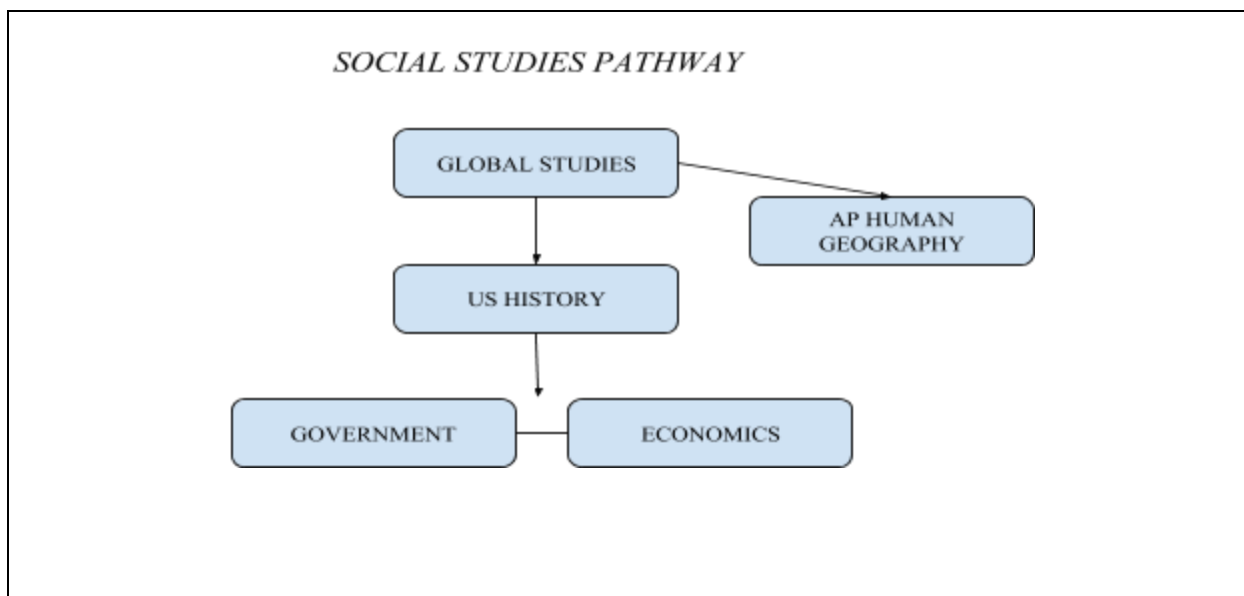 SOCIAL STUDIES PATHWAY
GLOBAL STUDIES
AP HUMAN
GEOGRAPHY
US HISTORY
GOVERNMENT
ECONOMICS